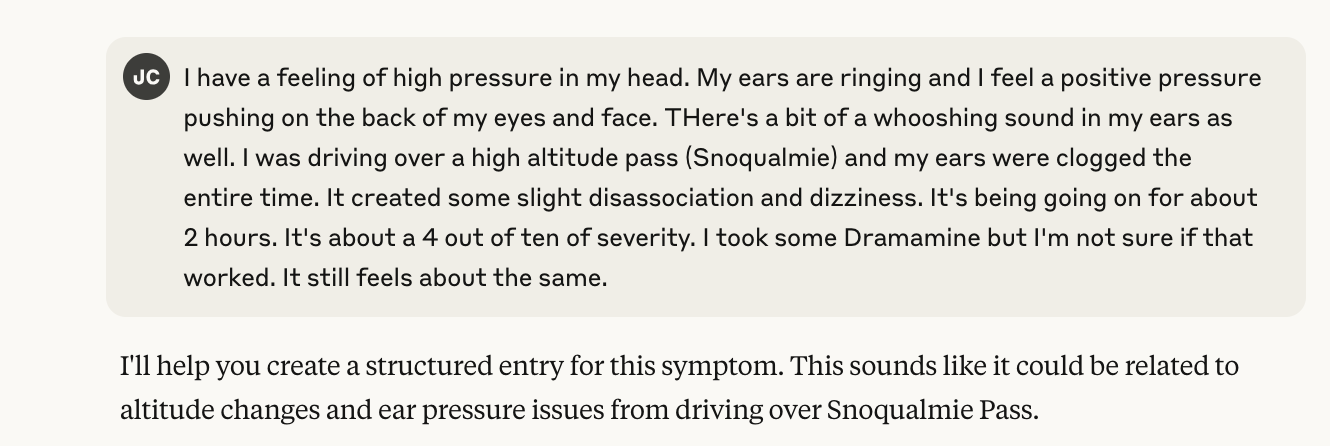 JC
I have a feeling of high pressure in my head. My ears are ringing and I feel a positive pressure
pushing on the back of my eyes and face. THere's a bit of a whooshing sound in my ears as
well. I was driving over a high altitude pass (Snoqualmie) and my ears were clogged the
entire time. It created some slight disassociation and dizziness. It's being going on for about
2 hours. It's about a 4 out of ten of severity. I took some Dramamine but I'm not sure if that
worked. It still feels about the same.
I'll help you create a structured entry for this symptom. This sounds like it could be related to
altitude changes and ear pressure issues from driving over Snoqualmie Pass.